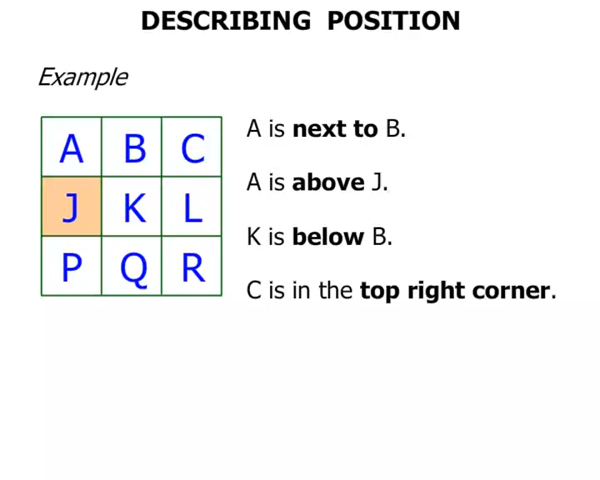 DESCRIBING POSITION
Example
A B C
J K L
P Q R
A is next to B.
A is above J.
K is below B.
C is in the top right corner.